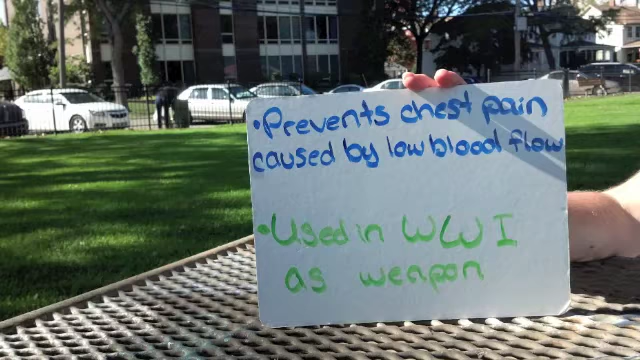 •Prevents chest pain
caused by low blood flow
•Used in WW I
as weapon